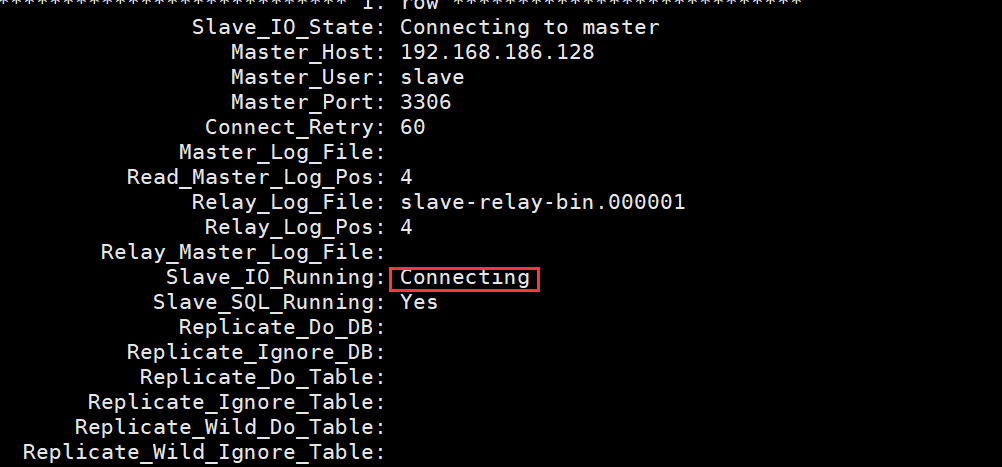 *************************** 1. row ***************************
Slave_IO_State: Connecting to master
Master_Host: 192.168.186.128
Master_User: slave
Master_Port: 3306
Connect_Retry: 60
Master_Log_File:
Read_Master_Log_Pos: 4
Relay_Log_File: slave-relay-bin.000001
Relay_Log_Pos: 4
Relay_Master_Log_File:
Slave_IO_Running: Connecting
Slave_SQL_Running: Yes
Replicate_Do_DB:
Replicate_Ignore_DB:
Replicate_Do_Table:
Replicate_Ignore_Table:
Replicate_Wild_Do_Table:
Replicate_Wild_Ignore_Table: